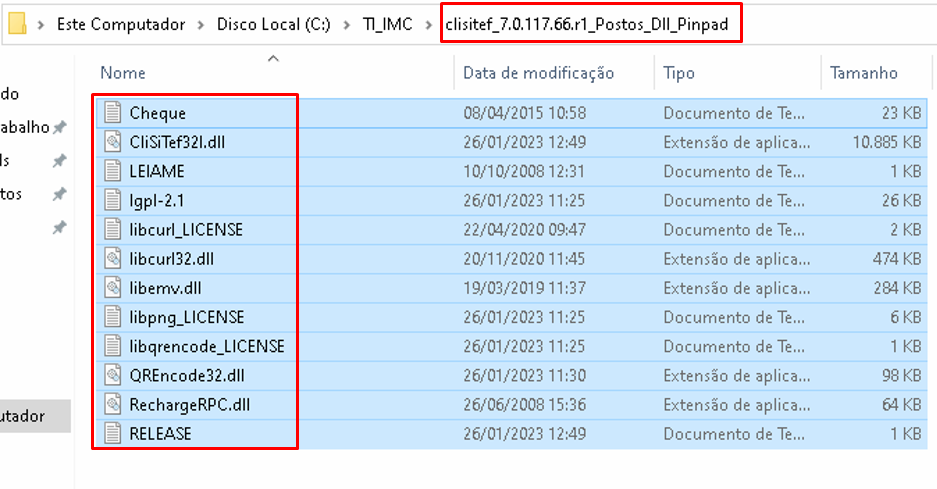 Este Computador > Disco Local (C:) > TI_IMC > clisitef_7.0.117.66.r1_Postos_Dll_Pinpad
Nome Data de modificação Tipo Tamanho
do
abalho
ls
tos
utador
Cheque 08/04/2015 10:58 Documento de Te... 23 KB
CliSiTef32I.dll 26/01/2023 12:49 Extensão de aplica... 10.885 KB
LEIAME 10/10/2008 12:31 Documento de Te... 1 KB
lgpl-2.1 26/01/2023 11:25 Documento de Te... 26 KB
libcurl_LICENSE 22/04/2020 09:47 Documento de Te... 2 KB
libcurl32.dll 20/11/2020 11:45 Extensão de aplica... 474 KB
libemv.dll 19/03/2019 11:37 Extensão de aplica... 284 KB
libpng_LICENSE 26/01/2023 11:25 Documento de Te... 6 KB
libqrencode_LICENSE 26/01/2023 11:25 Documento de Te... 1 KB
QREncode32.dll 26/01/2023 11:30 Extensão de aplica... 98 KB
RechargeRPC.dll 26/06/2008 15:36 Extensão de aplica... 64 KB
RELEASE 26/01/2023 12:49 Documento de Te... 1 KB